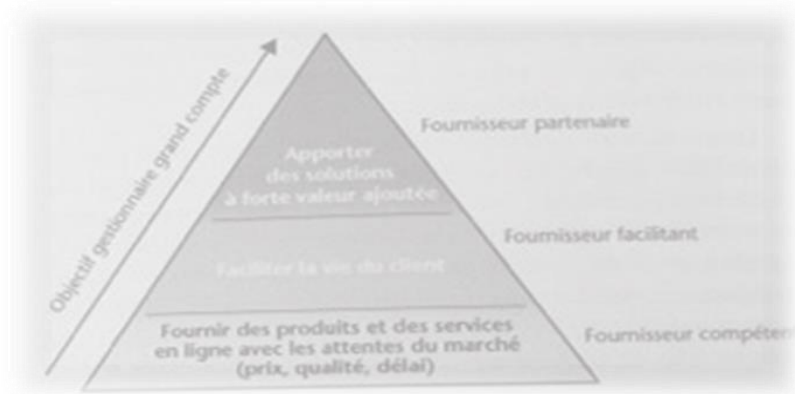 Objectif gestionnaire grand compte
Apporter
des solutions
à forte valeur ajoutée
Fournisseur partenaire
Faciliter la vie du client
Fournisseur facilitant
Fournir des produits et des services
en ligne avec les attentes du marché
(prix, qualité, délai)
Fournisseur compéten